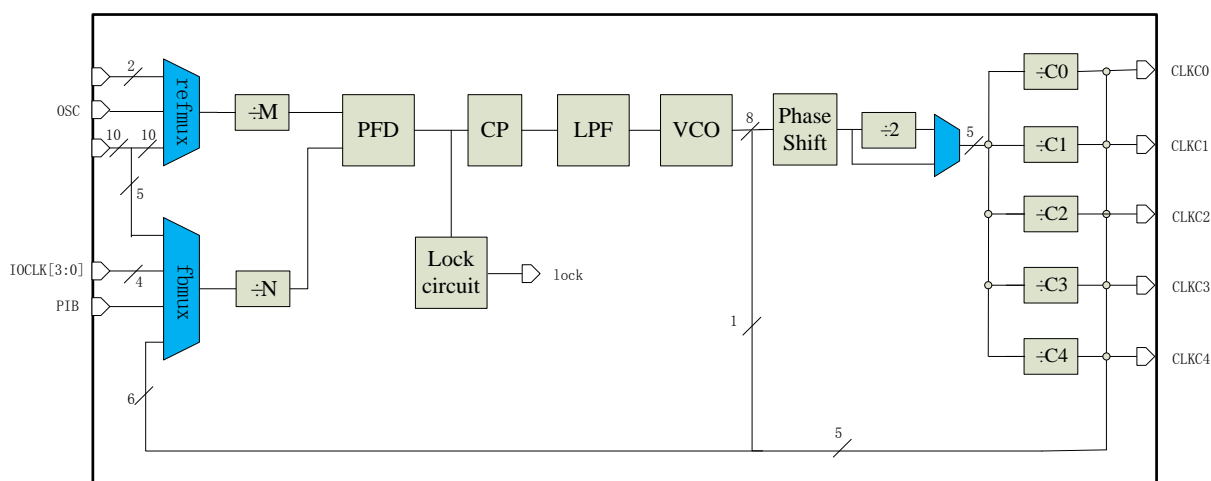 2
OSC
10
10
refmux
÷M
PFD
CP
LPF
VCO
8
Phase
Shift
÷2
5
÷C0
CLKC0
÷C1
CLKC1
÷C2
CLKC2
÷C3
CLKC3
÷C4
CLKC4
5
IOCLK[3:0]
4
PIB
fbmux
÷N
Lock
circuit
lock
1
6
5